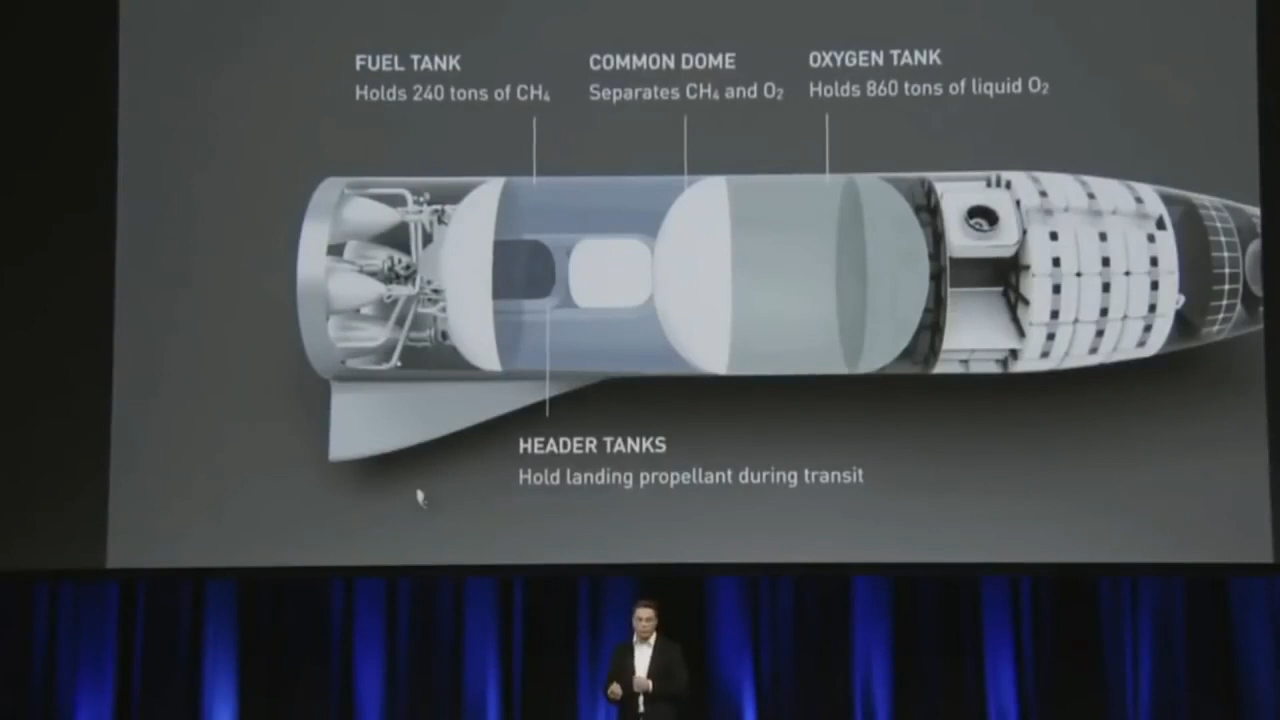 FUEL TANK
Holds 240 tons of CH₄
COMMON DOME
Separates CH₄ and O₂
OXYGEN TANK
Holds 860 tons of liquid O₂
HEADER TANKS
Hold landing propellant during transit